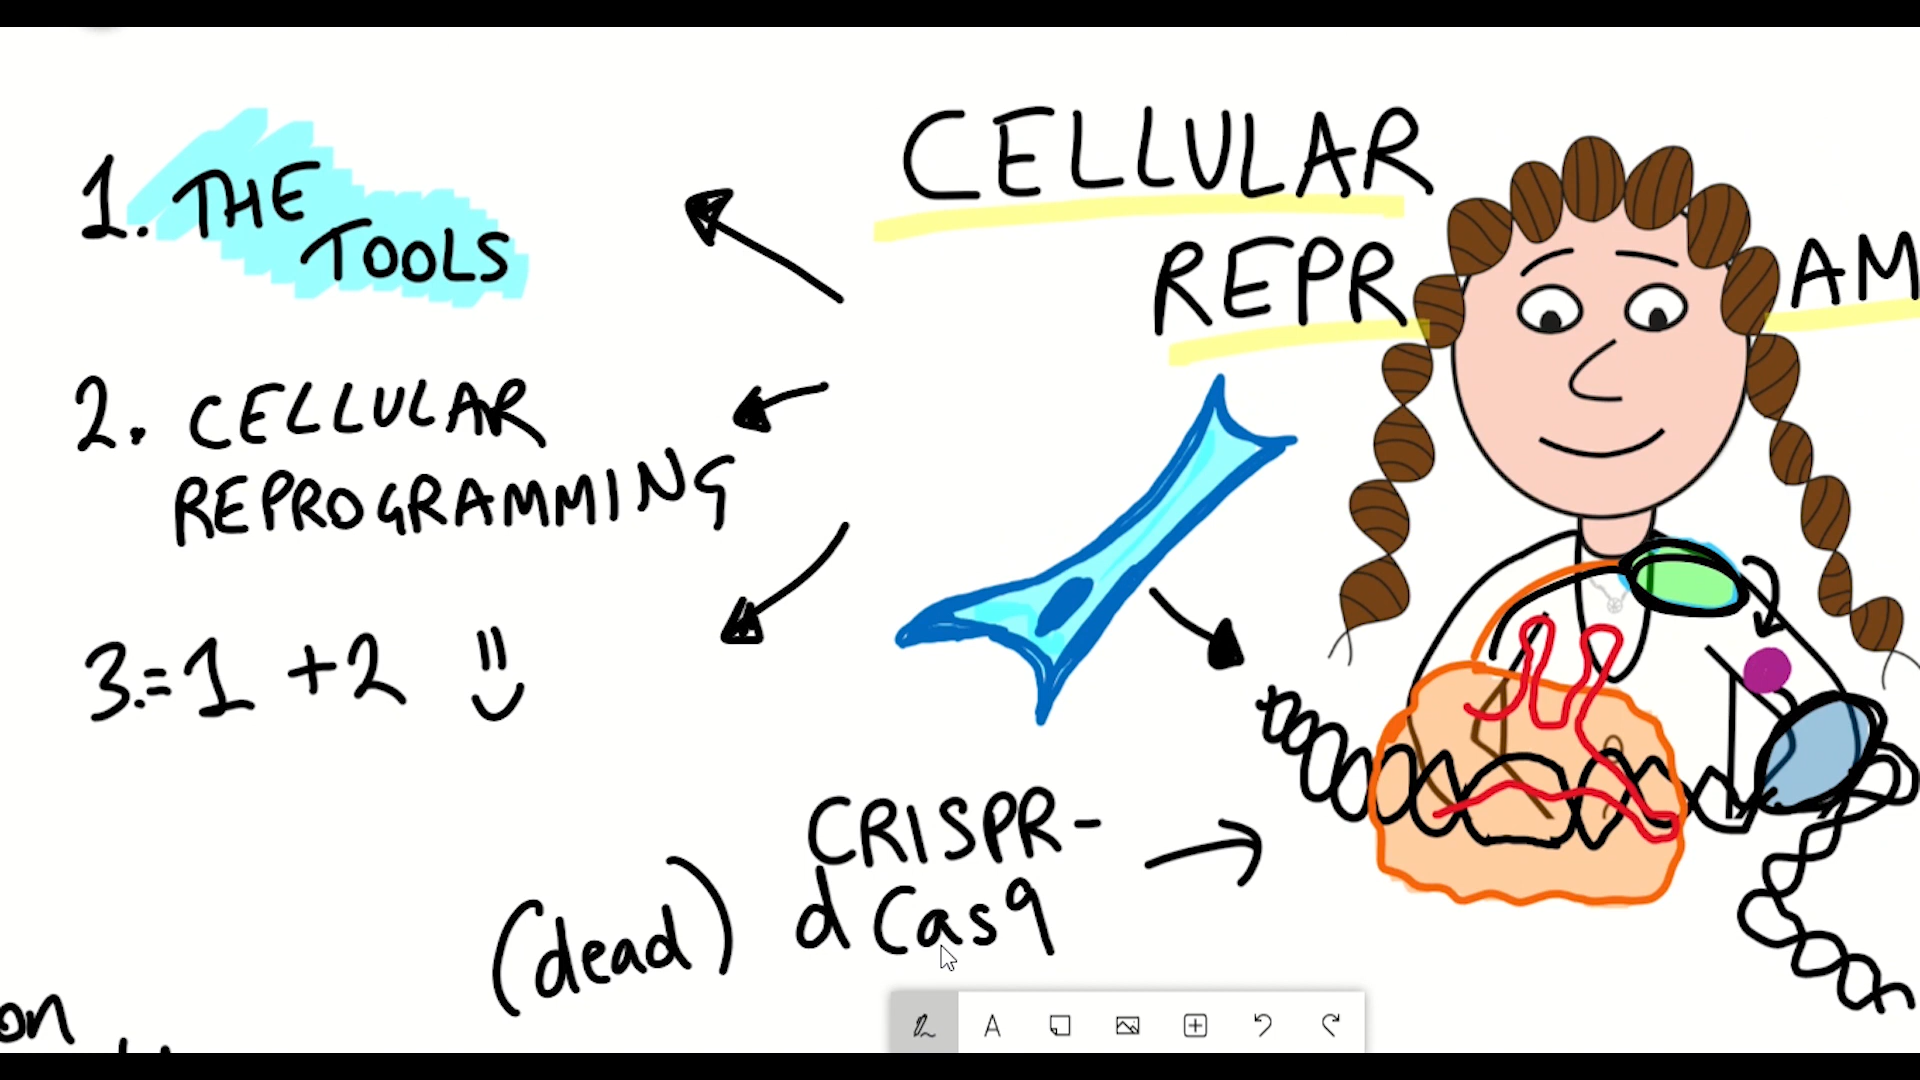 CELLULAR
REPR AM
1. THE
TOOLS
2. CELLULAR
REPROGRAMMING
3.= 1 + 2
CRISPR-
(dead) dCas9
on
A